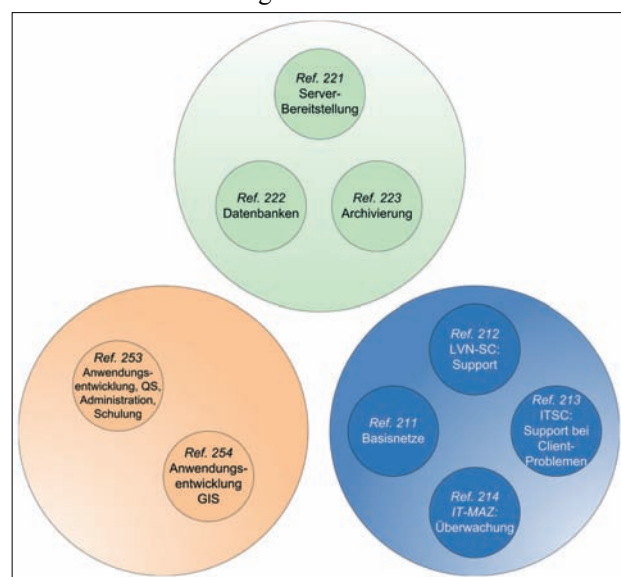 Ref. 221
Server-
Bereitstellung
Ref. 222
Datenbanken
Ref. 223
Archivierung
Ref. 253
Anwendungs-
entwicklung, QS,
Administration,
Schulung
Ref. 254
Anwendungs-
entwicklung
GIS
Ref. 212
LVN-SC:
Support
Ref. 211
Basisnetze
Ref. 213
ITSC:
Support bei
Client-
Problemen
Ref. 214
IT-MAZ:
Überwachung